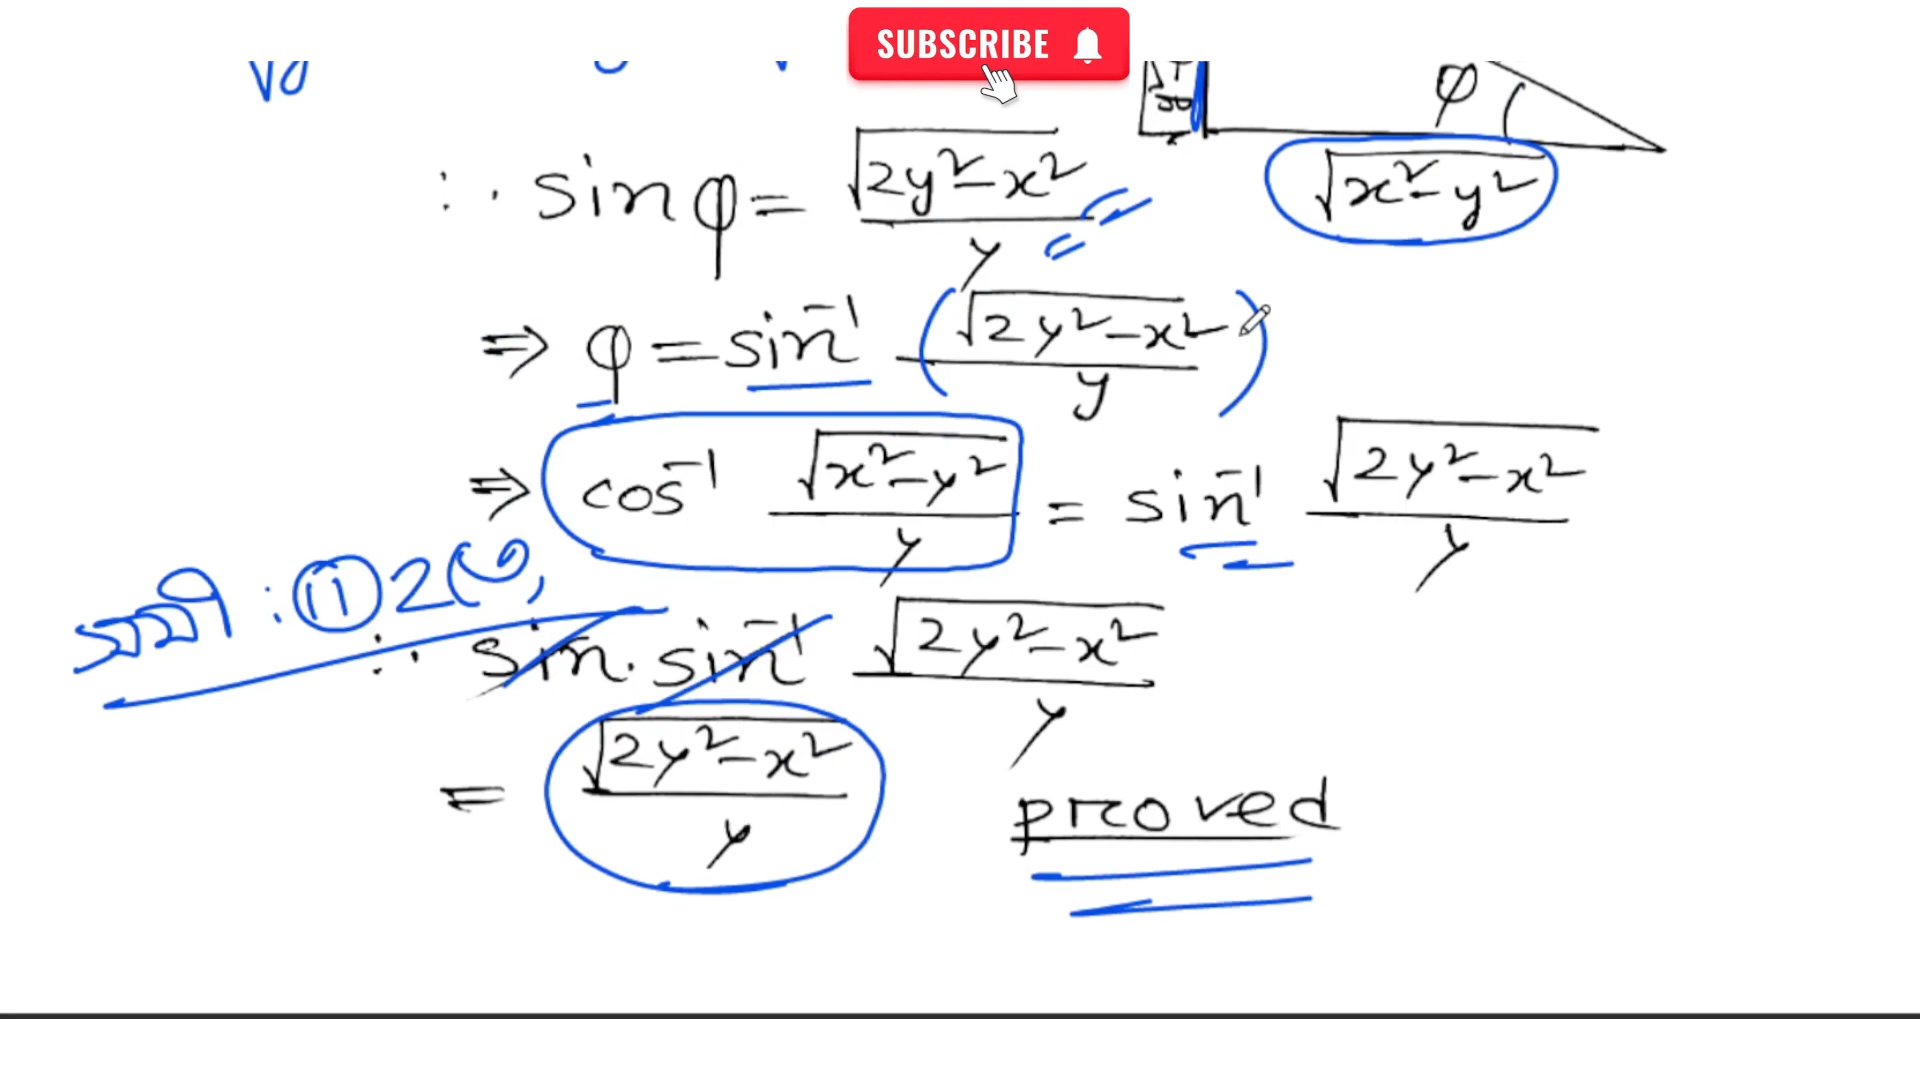 SUBSCRIBE
φ
√x²-y²
∴ sin φ = √2y²-x² / y
⇒ φ = sin⁻¹ (√2y²-x² / y)
⇒ cos⁻¹ √x²-y² / y = sin⁻¹ √2y²-x² / y
∴ sin. sin⁻¹ √2y²-x² / y
= √2y²-x² / y
proved